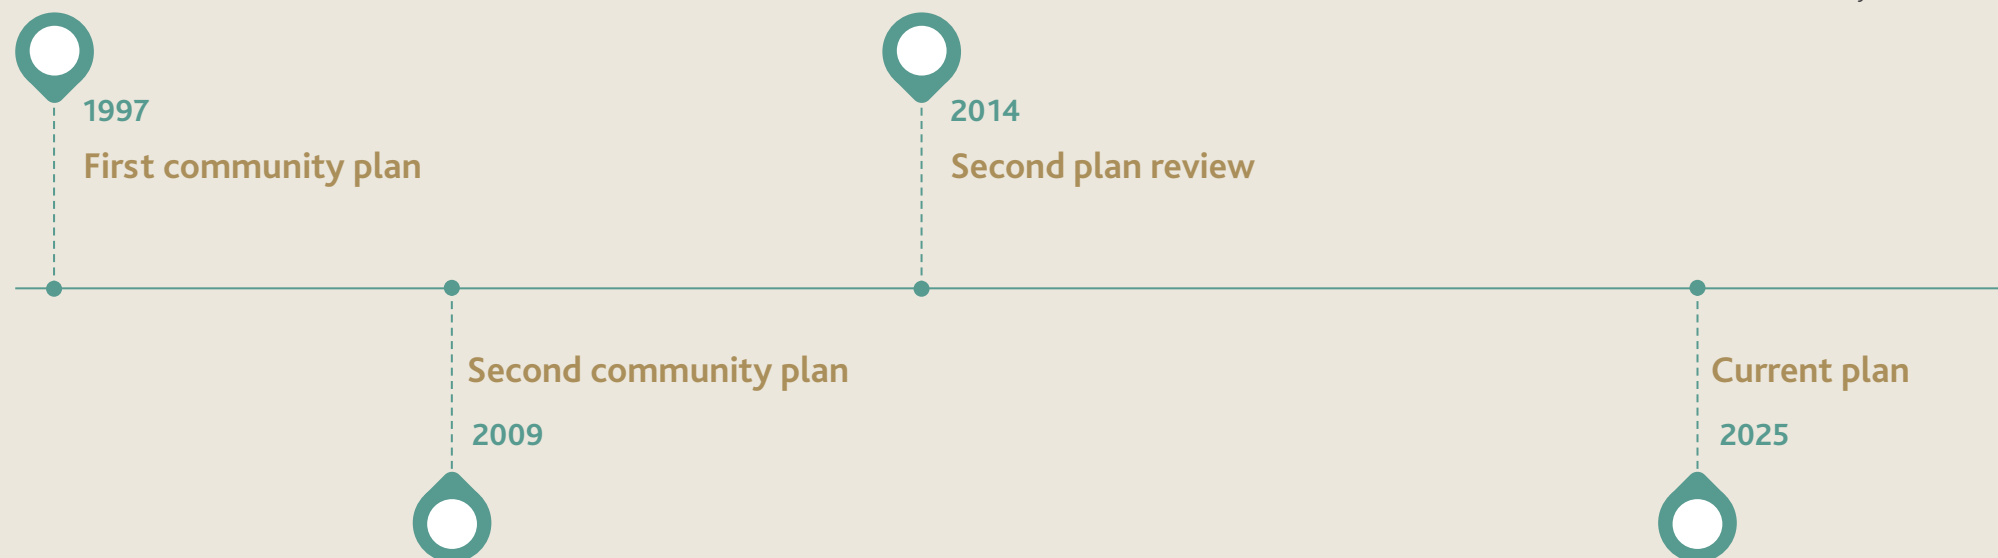 1997
First community plan
Second community plan
2009
2014
Second plan review
Current plan
2025